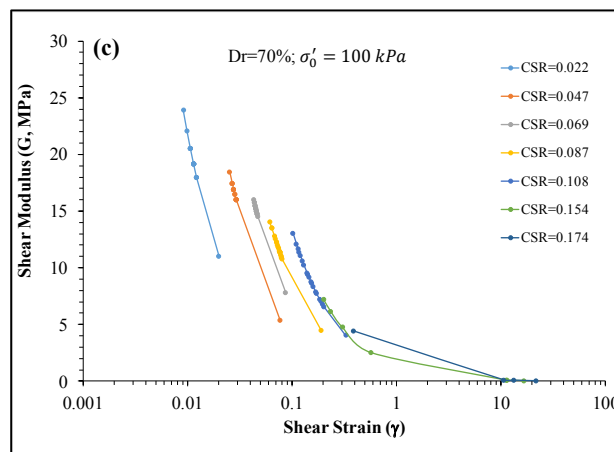 (c)
Dr=70%; σ′₀ = 100 kPa
Shear Modulus (G, MPa)
30
25
20
15
10
5
0
0.001
0.01
0.1
1
10
100
Shear Strain (γ)
CSR=0.022
CSR=0.047
CSR=0.069
CSR=0.087
CSR=0.108
CSR=0.154
CSR=0.174